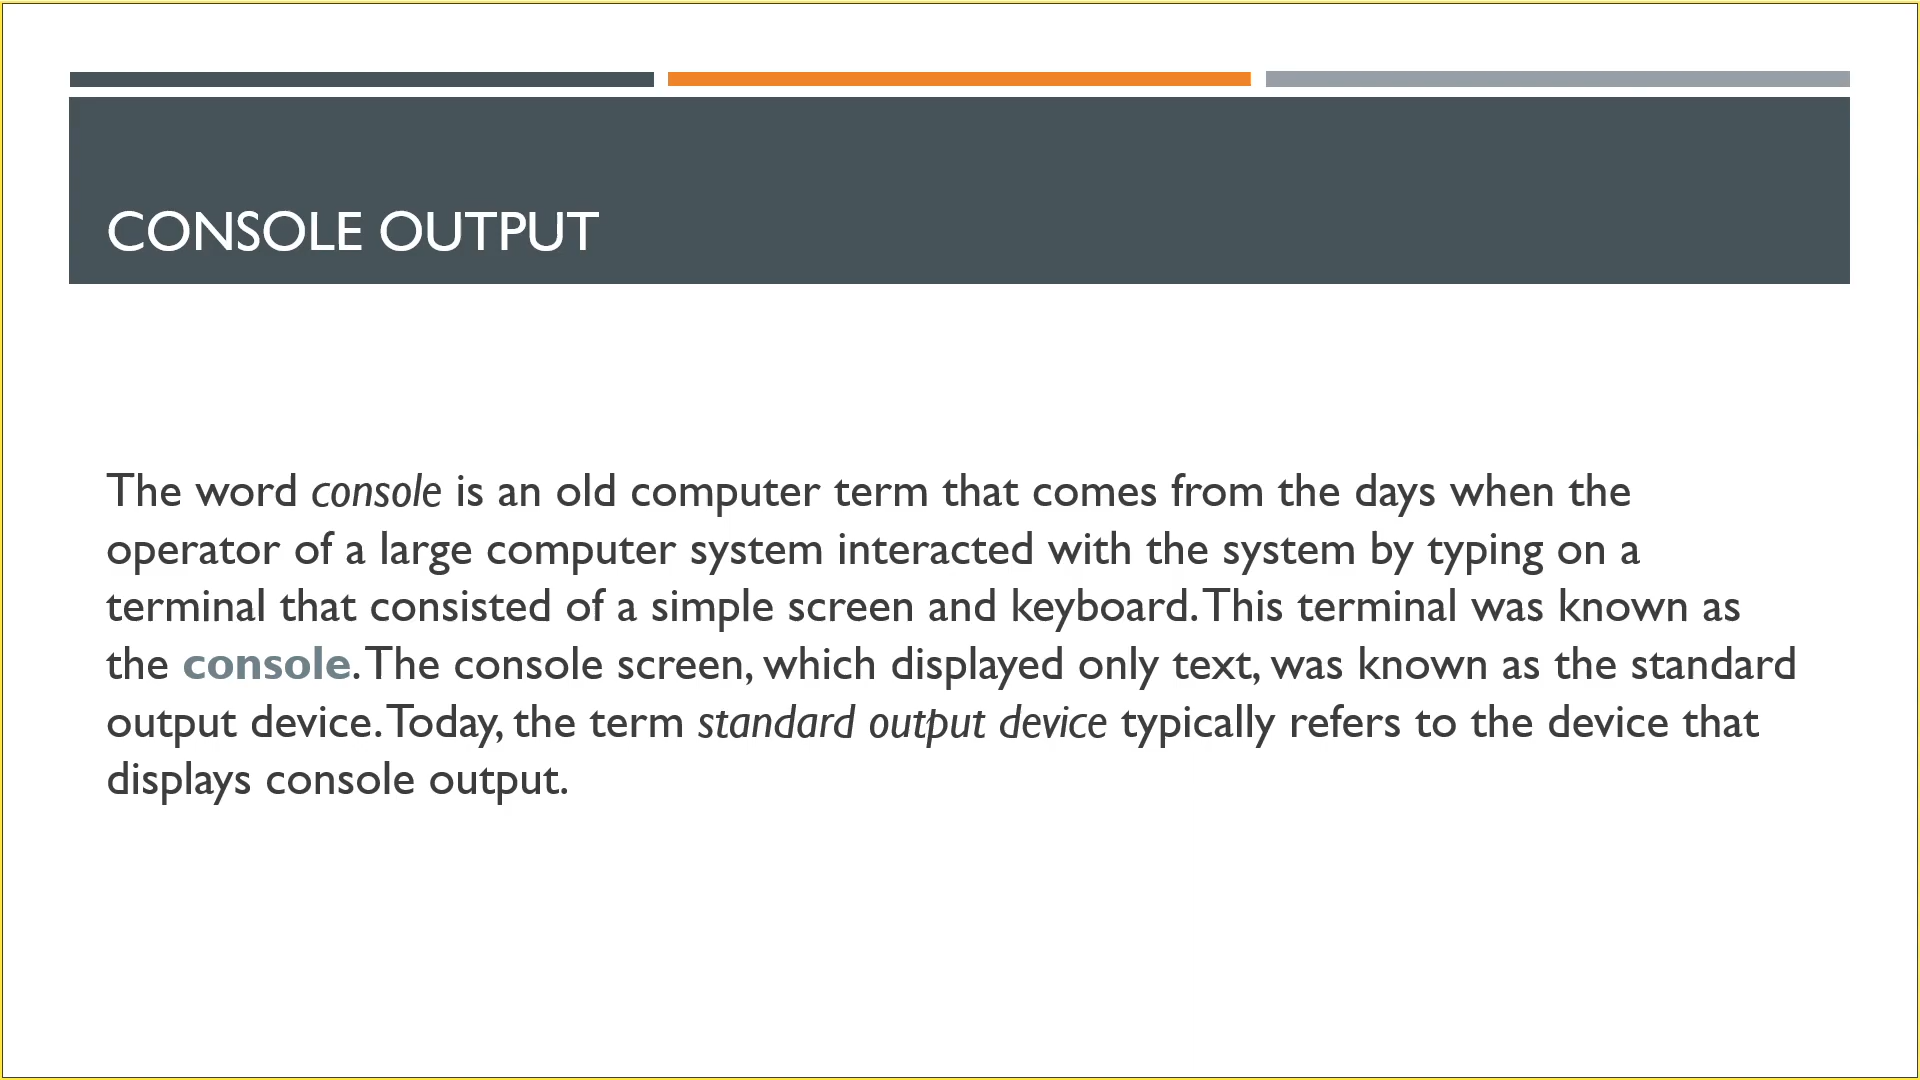 CONSOLE OUTPUT
The word console is an old computer term that comes from the days when the
operator of a large computer system interacted with the system by typing on a
terminal that consisted of a simple screen and keyboard. This terminal was known as
the console. The console screen, which displayed only text, was known as the standard
output device. Today, the term standard output device typically refers to the device that
displays console output.